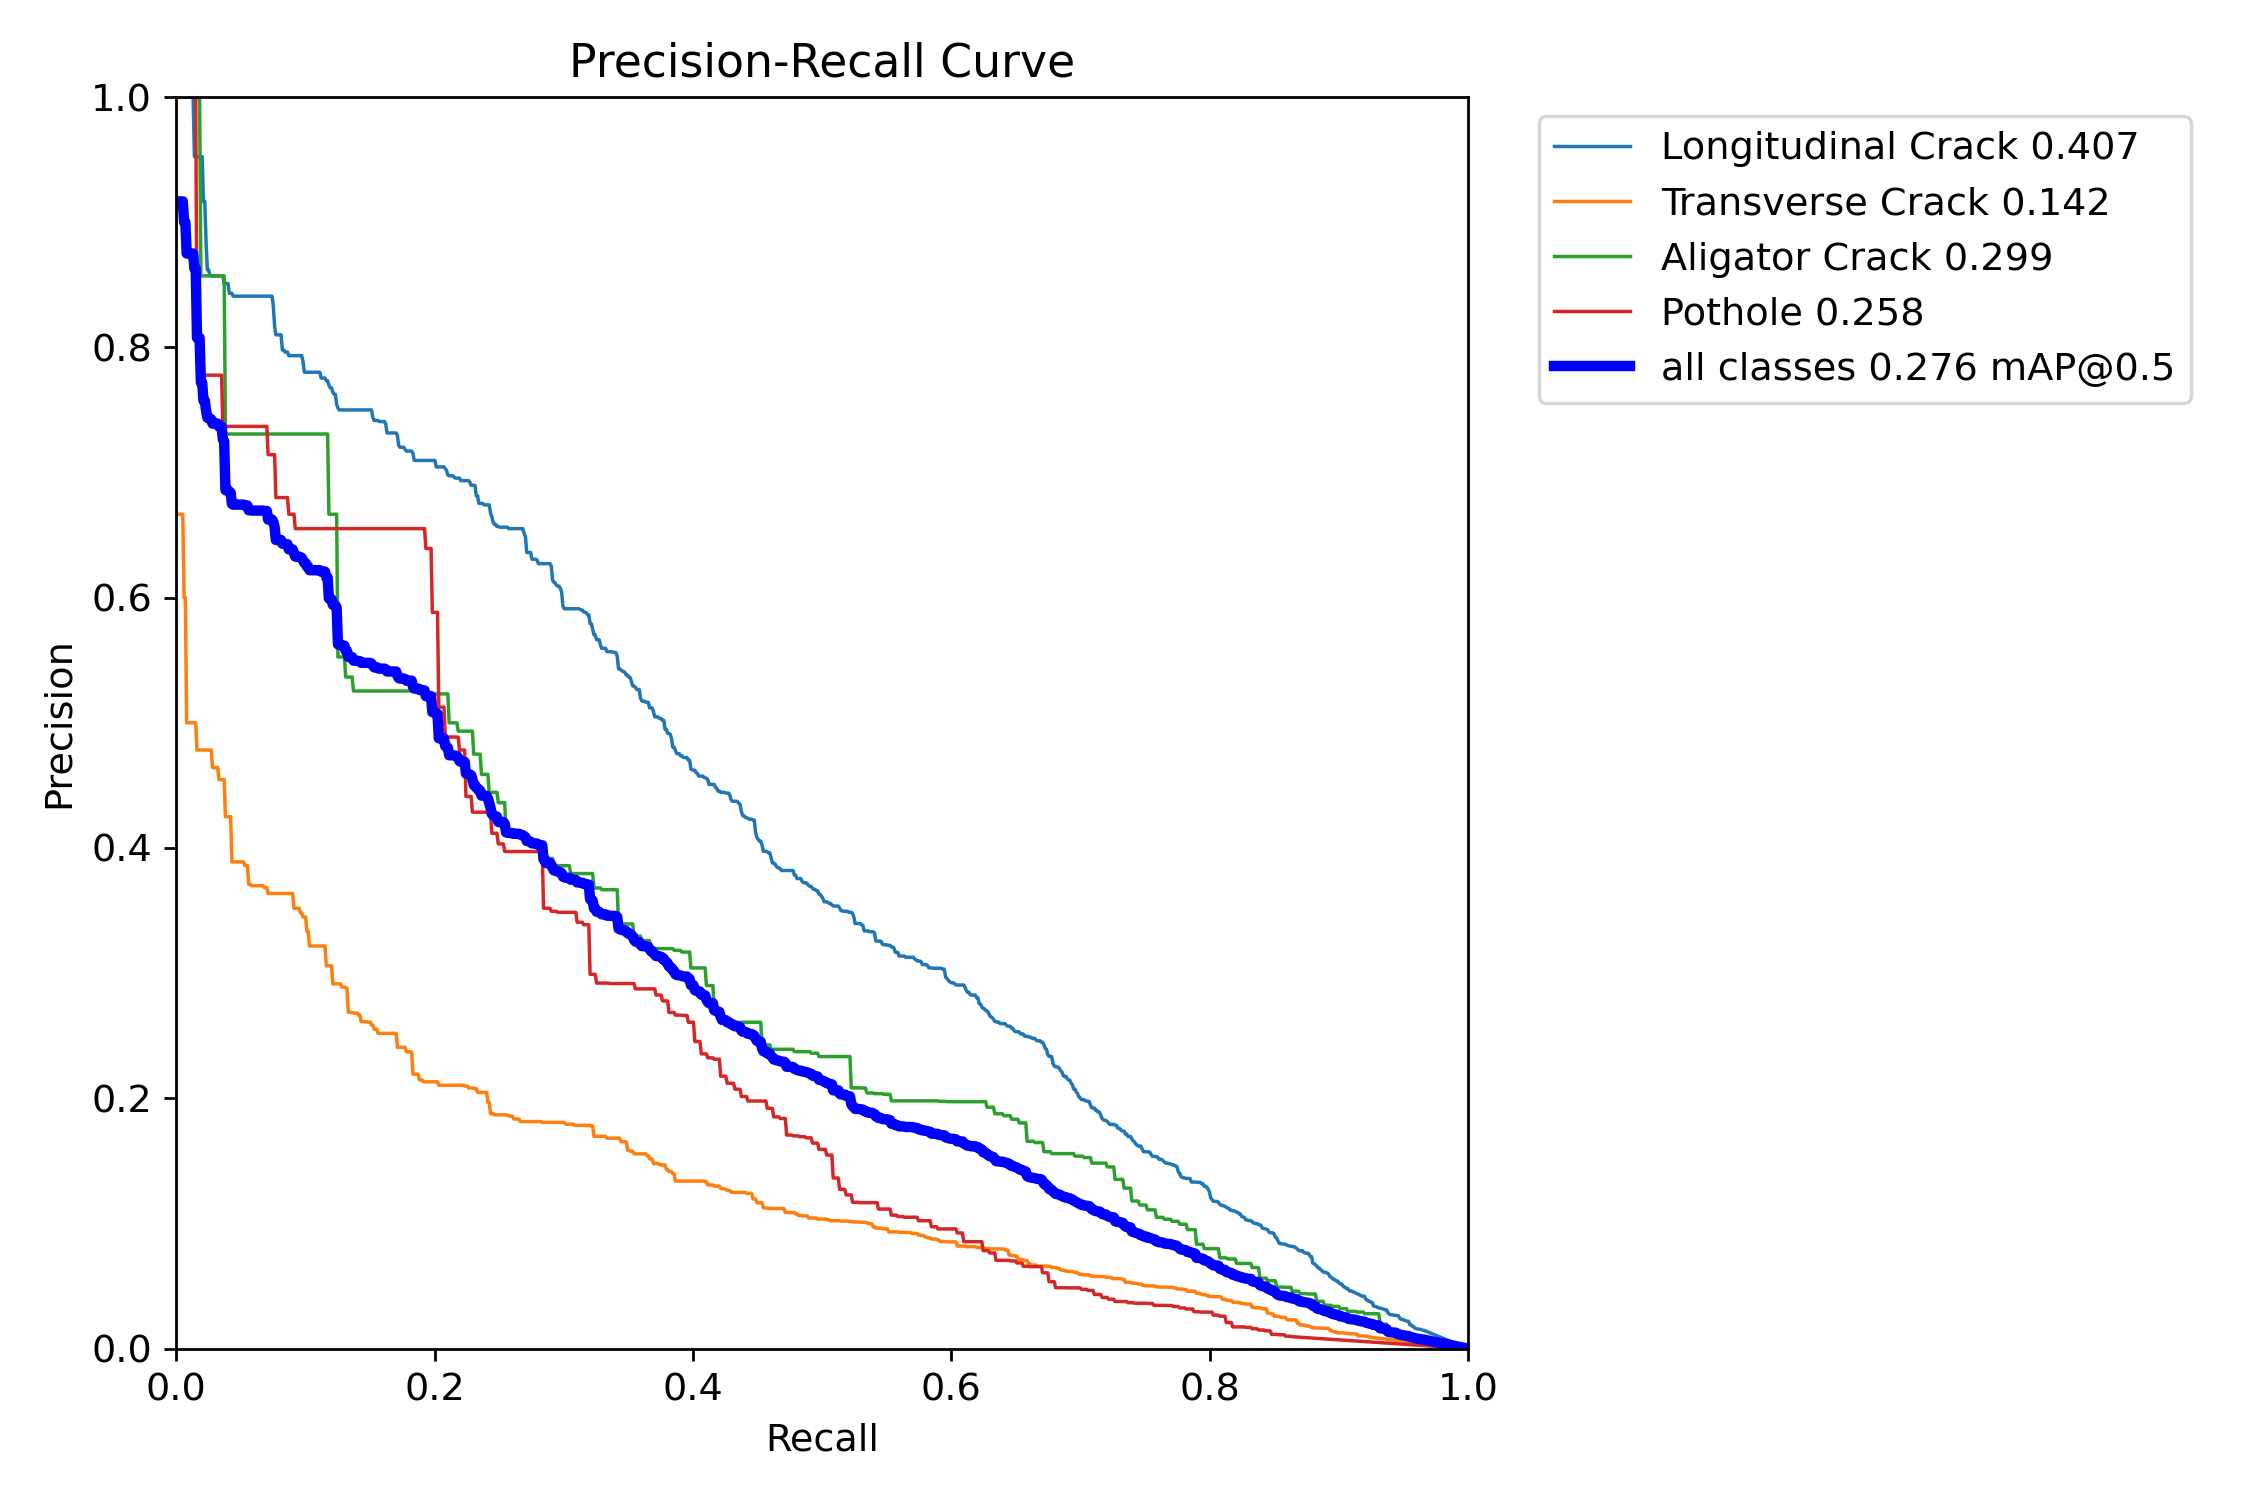 Precision-Recall Curve
1.0
0.8
0.6
0.4
0.2
0.0
Precision
0.0 0.2 0.4 0.6 0.8 1.0
Recall
Longitudinal Crack 0.407
Transverse Crack 0.142
Aligator Crack 0.299
Pothole 0.258
all classes 0.276 mAP@0.5